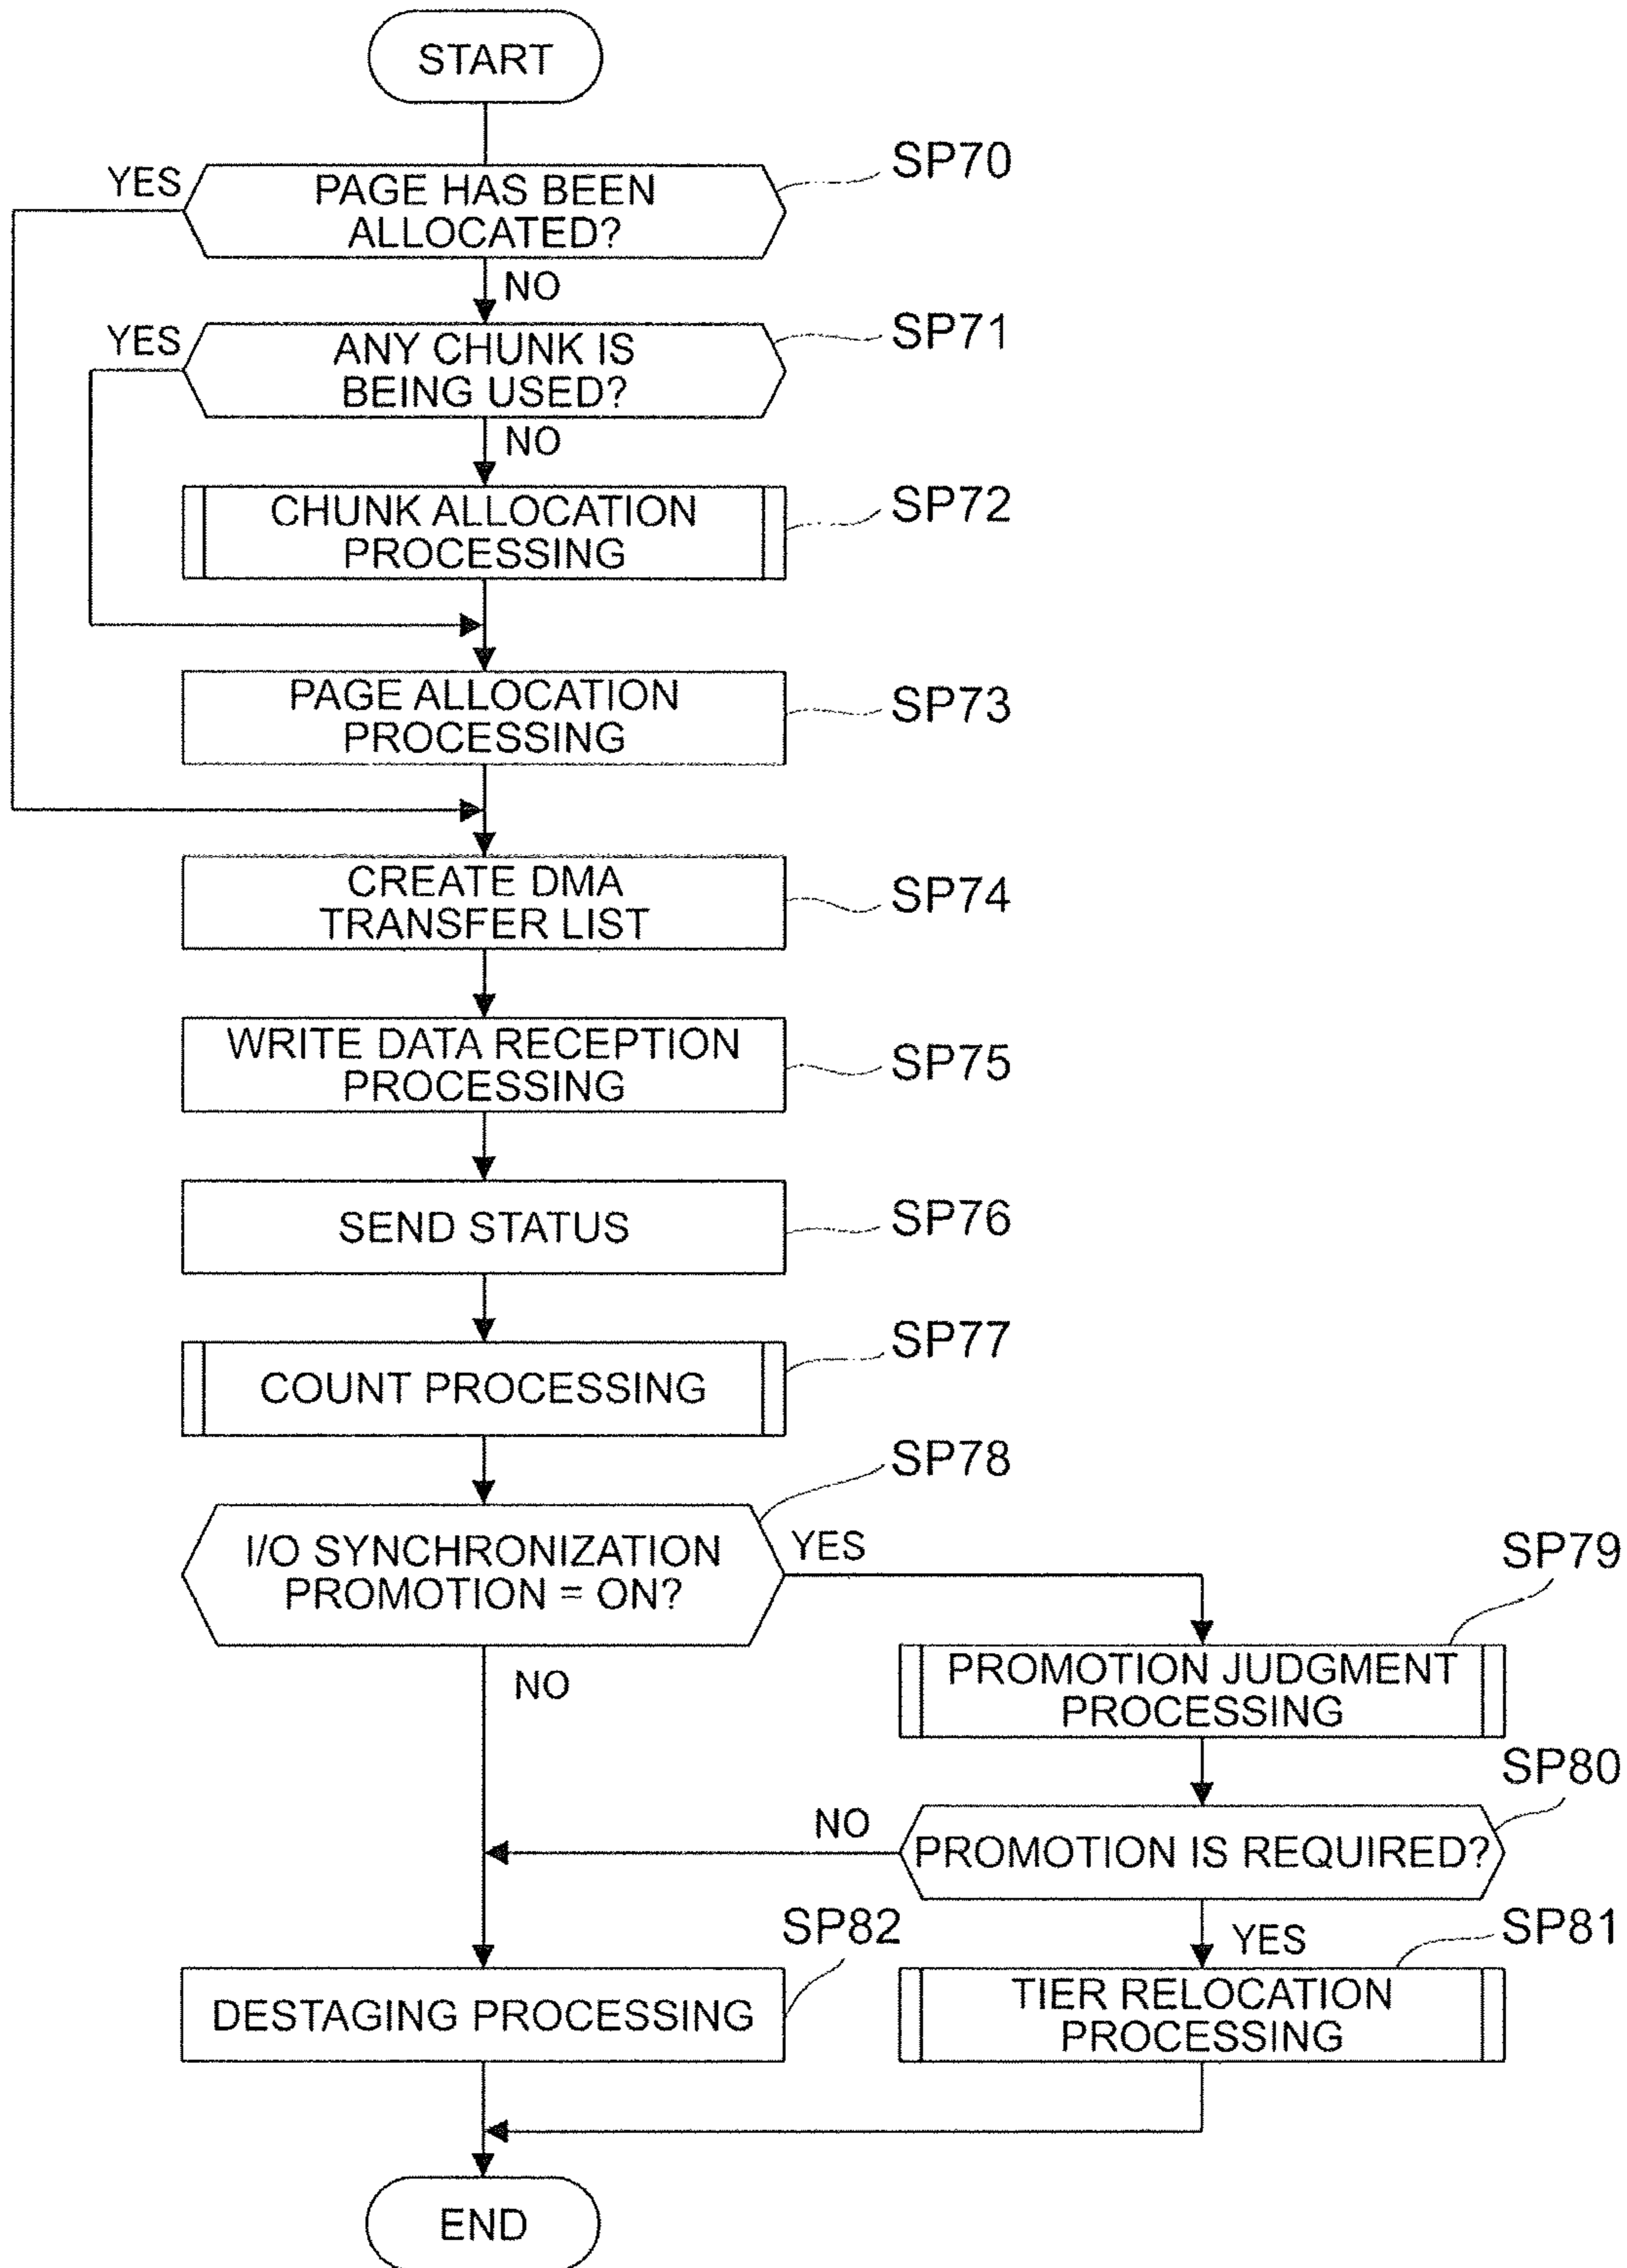 START
SP70
YES
PAGE HAS BEEN
ALLOCATED?
NO
SP71
YES
ANY CHUNK IS
BEING USED?
NO
SP72
CHUNK ALLOCATION
PROCESSING
SP73
PAGE ALLOCATION
PROCESSING
SP74
CREATE DMA
TRANSFER LIST
SP75
WRITE DATA RECEPTION
PROCESSING
SP76
SEND STATUS
SP77
COUNT PROCESSING
SP78
I/O SYNCHRONIZATION
PROMOTION = ON?
YES
SP79
NO
PROMOTION JUDGMENT
PROCESSING
SP80
NO
PROMOTION IS REQUIRED?
SP82
YES
SP81
DESTAGING PROCESSING
TIER RELOCATION
PROCESSING
END